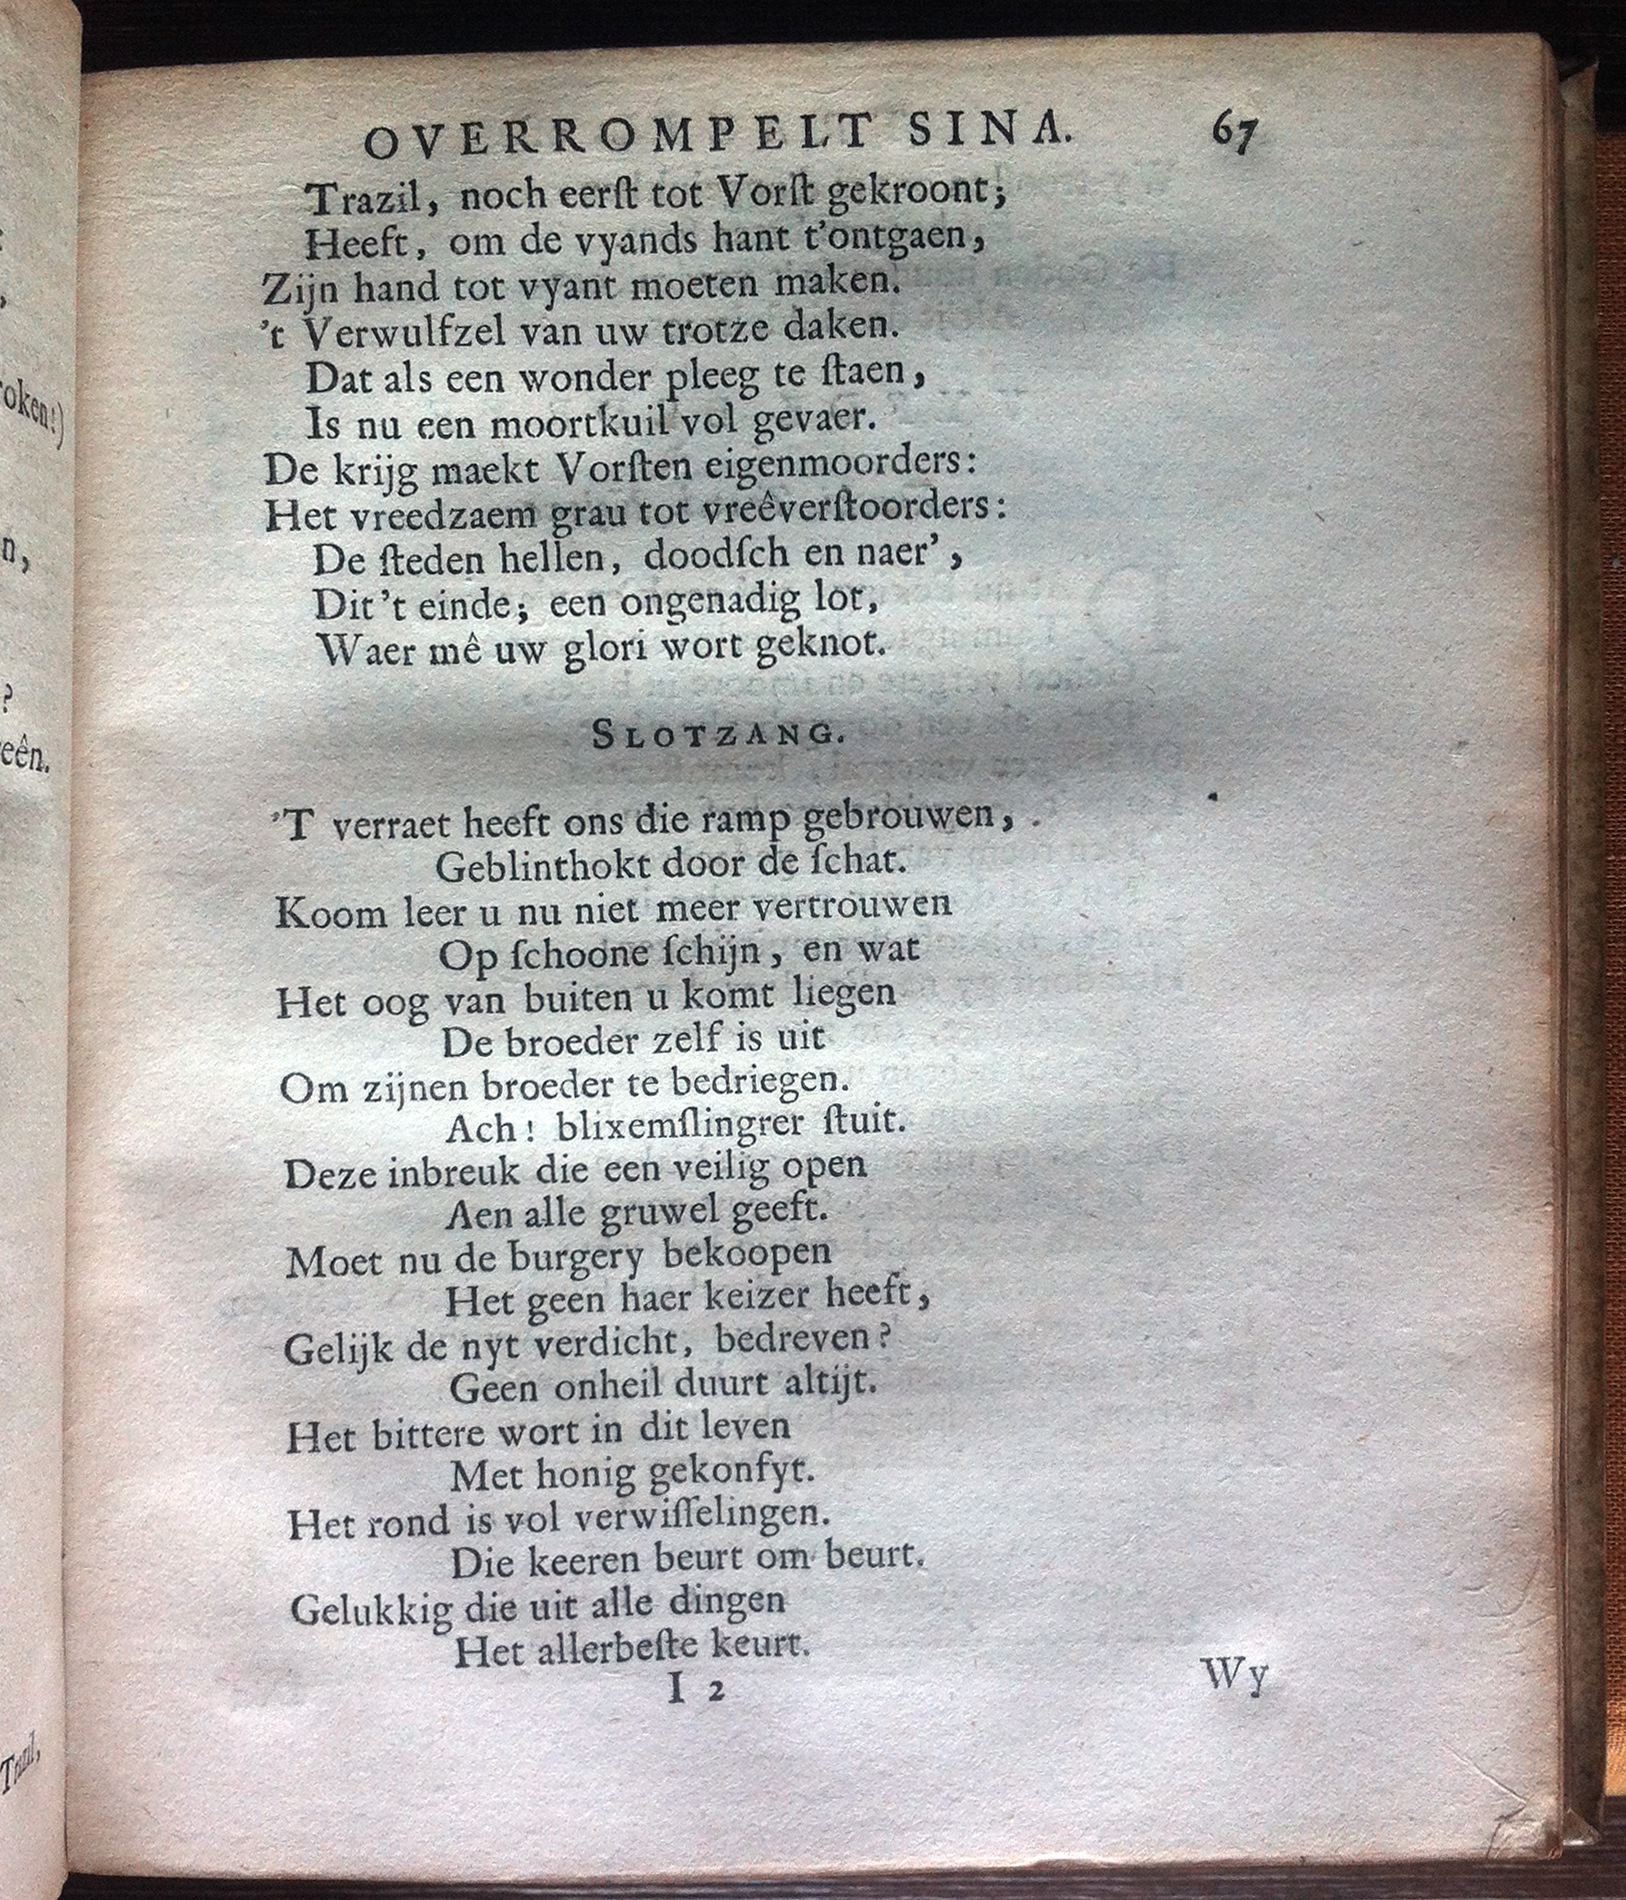 OVERROMPELT SINA. 67
Trazil, noch eerſt tot Vorſt gekroont;
Heeft, om de vyands hant t'ontgaen,
Zijn hand tot vyant moeten maken.
't Verwulfzel van uw trotze daken.
Dat als een wonder pleeg te ſtaen,
Is nu een moortkuil vol gevaer.
De krijg maekt Vorſten eigenmoorders:
Het vreedzaem grau tot vreêverſtoorders:
De ſteden hellen, doodſch en naer',
Dit 't einde; een ongenadig lot,
Waer mê uw glori wort geknot.
SLOTZANG.
'T verraet heeft ons die ramp gebrouwen,
Geblinthokt door de ſchat.
Koom leer u nu niet meer vertrouwen
Op ſchoone ſchijn, en wat
Het oog van buiten u komt liegen
De broeder zelf is uit
Om zijnen broeder te bedriegen.
Ach! blixemſlingrer ſtuit.
Deze inbreuk die een veilig open
Aen alle gruwel geeft.
Moet nu de burgery bekoopen
Het geen haer keizer heeft,
Gelijk de nyt verdicht, bedreven?
Geen onheil duurt altijt.
Het bittere wort in dit leven
Met honig gekonfyt.
Het rond is vol verwiſſelingen.
Die keeren beurt om beurt.
Gelukkig die uit alle dingen
Het allerbeſte keurt.
I 2 Wy